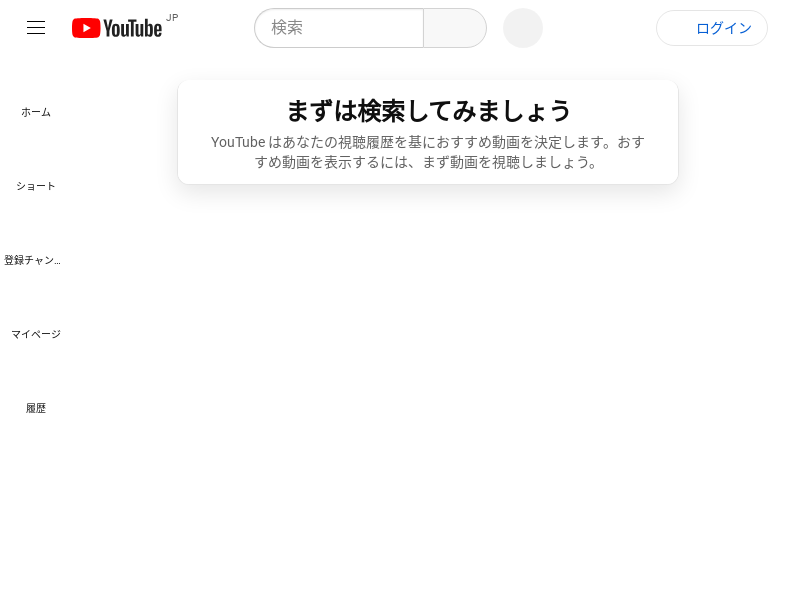 YouTube JP
検索
ログイン
ホーム
ショート
登録チャン…
マイページ
履歴
まずは検索してみましょう
YouTube はあなたの視聴履歴を基におすすめ動画を決定します。おす
すめ動画を表示するには、まず動画を視聴しましょう。